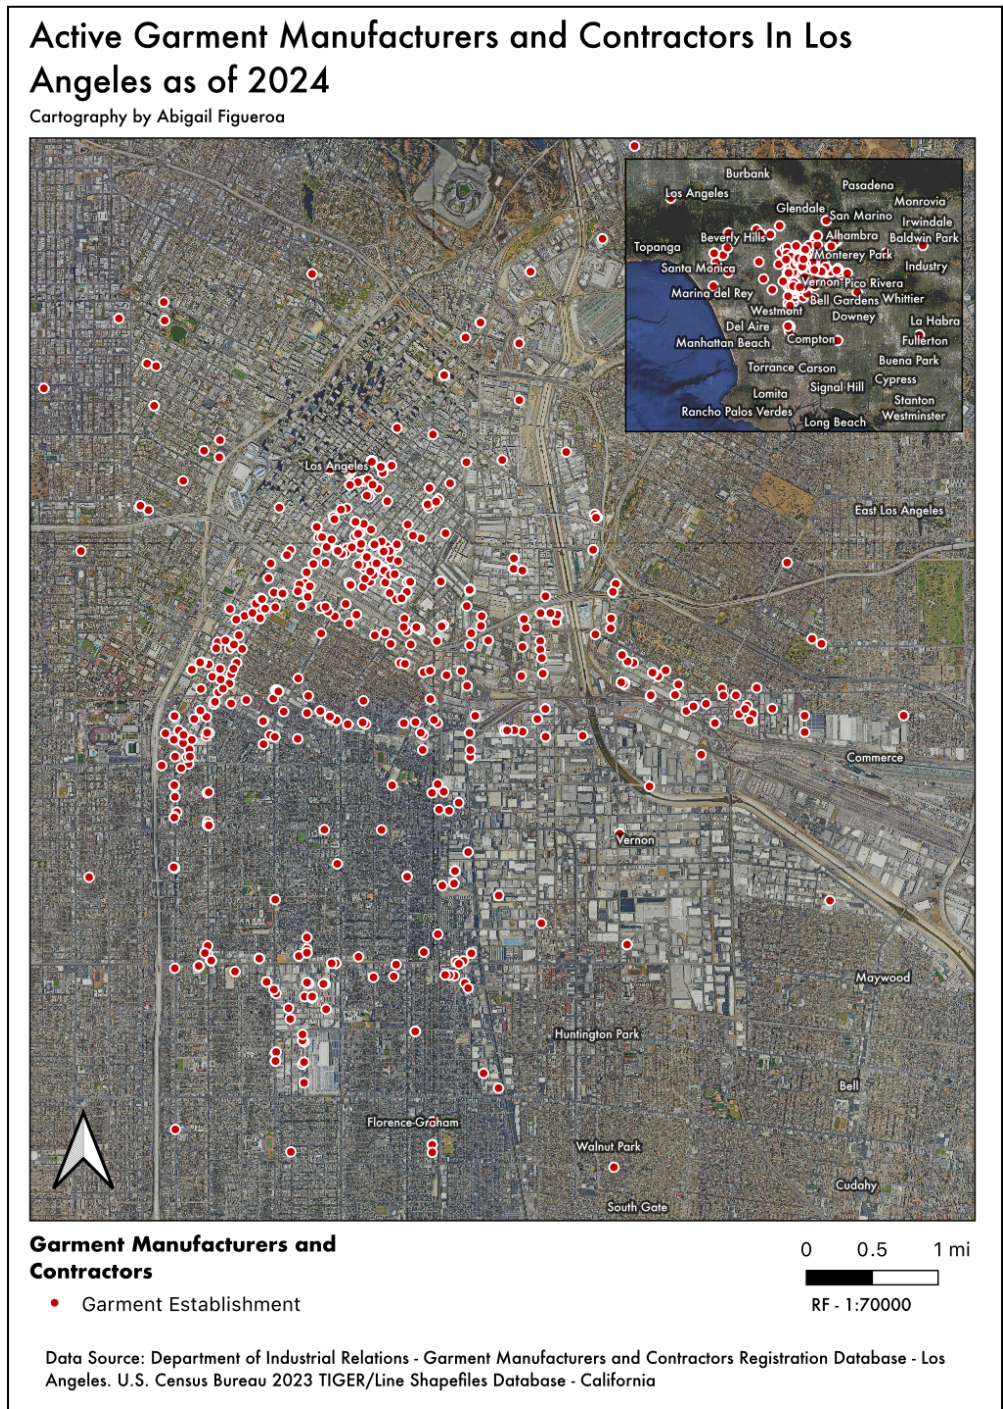 Active Garment Manufacturers and Contractors In Los
Angeles as of 2024
Cartography by Abigail Figueroa
Burbank
Pasadena
Los Angeles
Monrovia
Glendale
San Marino
Irwindale
Beverly Hills
Alhambra
Baldwin Park
Topanga
Monterey Park
Santa Monica
Industry
Vernon
Pico Rivera
Marina del Rey
Bell Gardens
Whittier
Westmont
Downey
La Habra
Del Aire
Manhattan Beach
Compton
Fullerton
Buena Park
Torrance
Carson
Cypress
Signal Hill
Lomita
Stanton
Rancho Palos Verdes
Westminster
Long Beach
Los Angeles
East Los Angeles
Commerce
Vernon
Maywood
Huntington Park
Bell
Florence-Graham
Walnut Park
Cudahy
South Gate
Garment Manufacturers and
Contractors
Garment Establishment
0 0.5 1 mi
RF - 1:70000
Data Source: Department of Industrial Relations - Garment Manufacturers and Contractors Registration Database - Los
Angeles. U.S. Census Bureau 2023 TIGER/Line Shapefiles Database - California